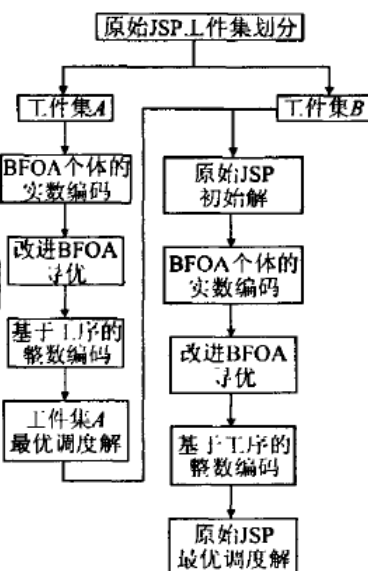 原始JSP工件集划分
工件集A
工件集B
BFOA个体的
实数编码
原始JSP
初始解
改进BFOA
寻优
BFOA个体的
实数编码
基于工序的
整数编码
改进BFOA
寻优
工件集A
最优调度解
基于工序的
整数编码
原始JSP
最优调度解